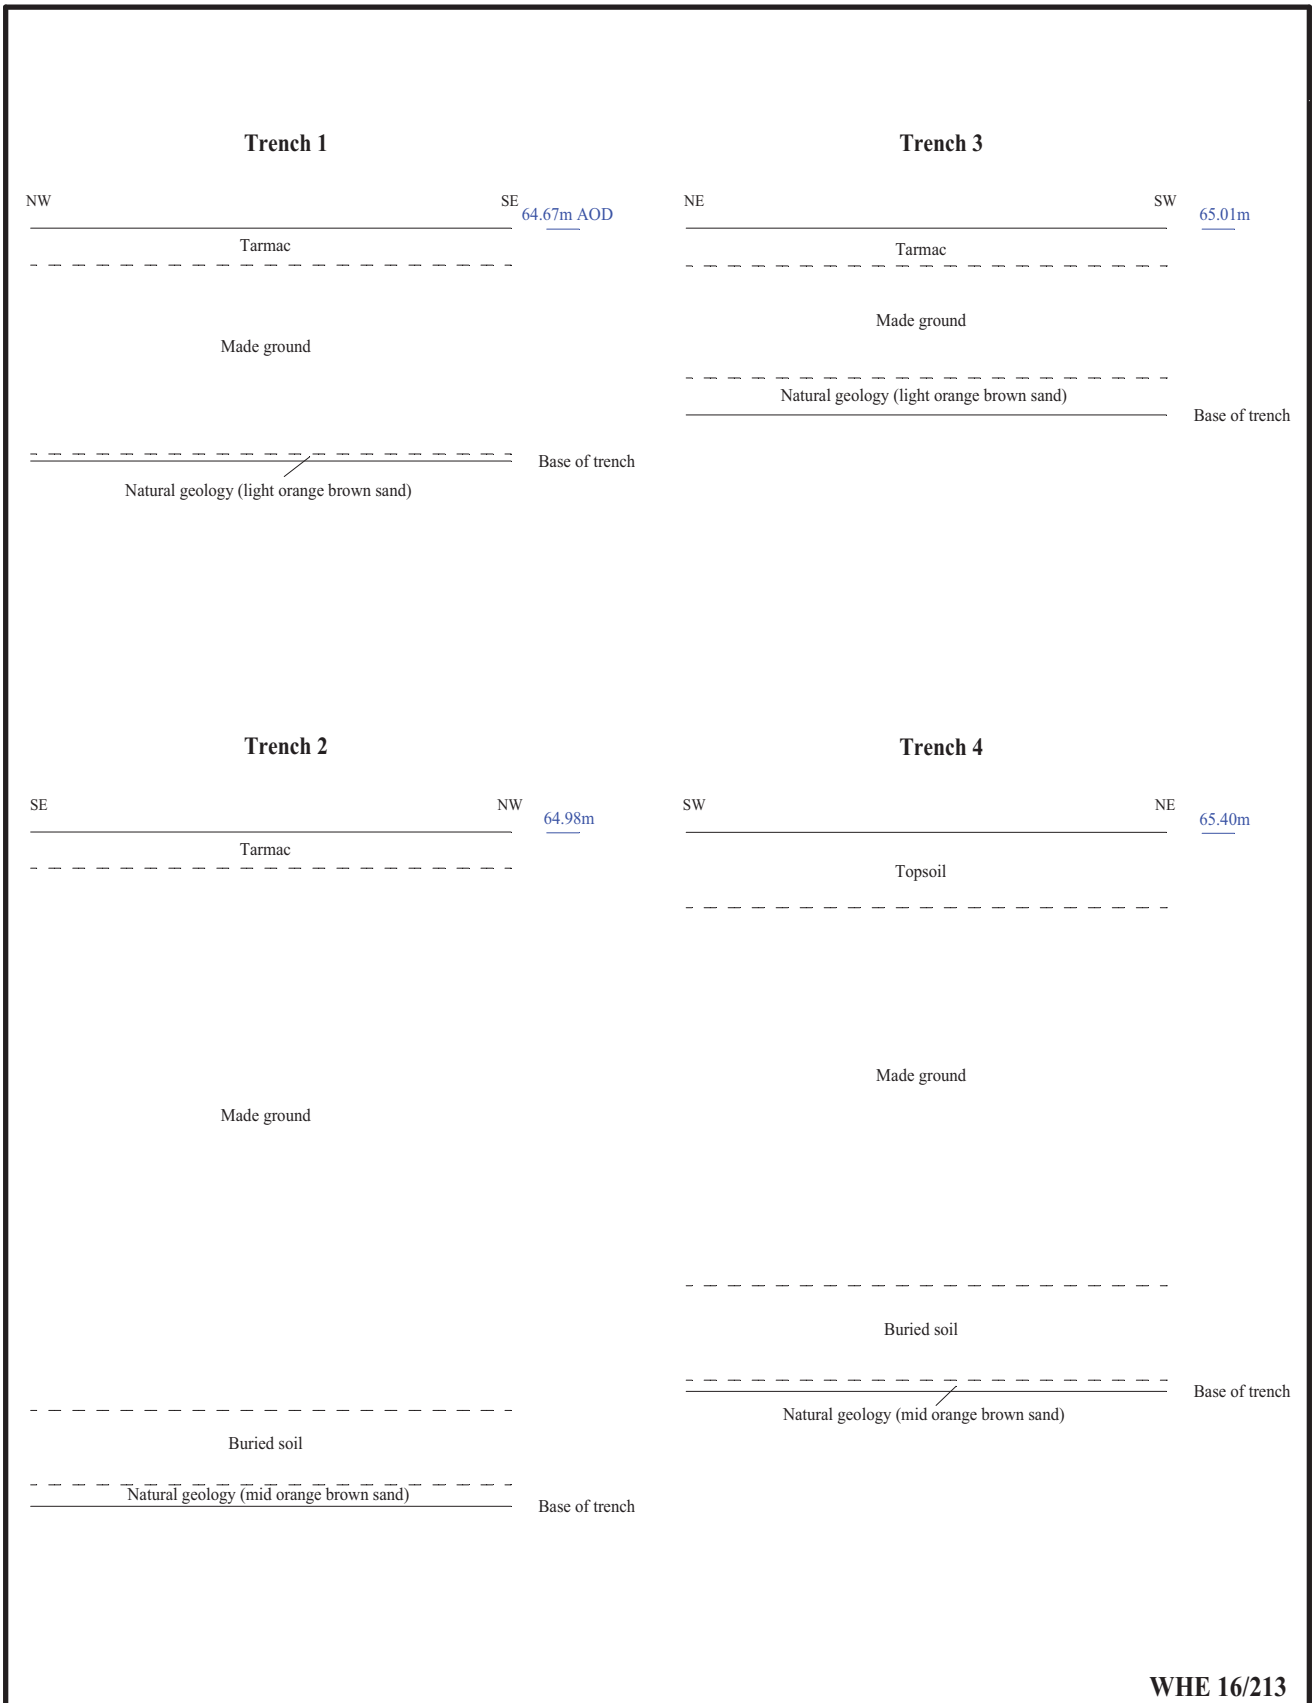 Trench 1
NW
SE
64.67m AOD
Tarmac
Made ground
Base of trench
Natural geology (light orange brown sand)
Trench 3
NE
SW
65.01m
Tarmac
Made ground
Natural geology (light orange brown sand)
Base of trench
Trench 2
SE
NW
64.98m
Tarmac
Made ground
Buried soil
Natural geology (mid orange brown sand)
Base of trench
Trench 4
SW
NE
65.40m
Topsoil
Made ground
Buried soil
Base of trench
Natural geology (mid orange brown sand)
WHE 16/213